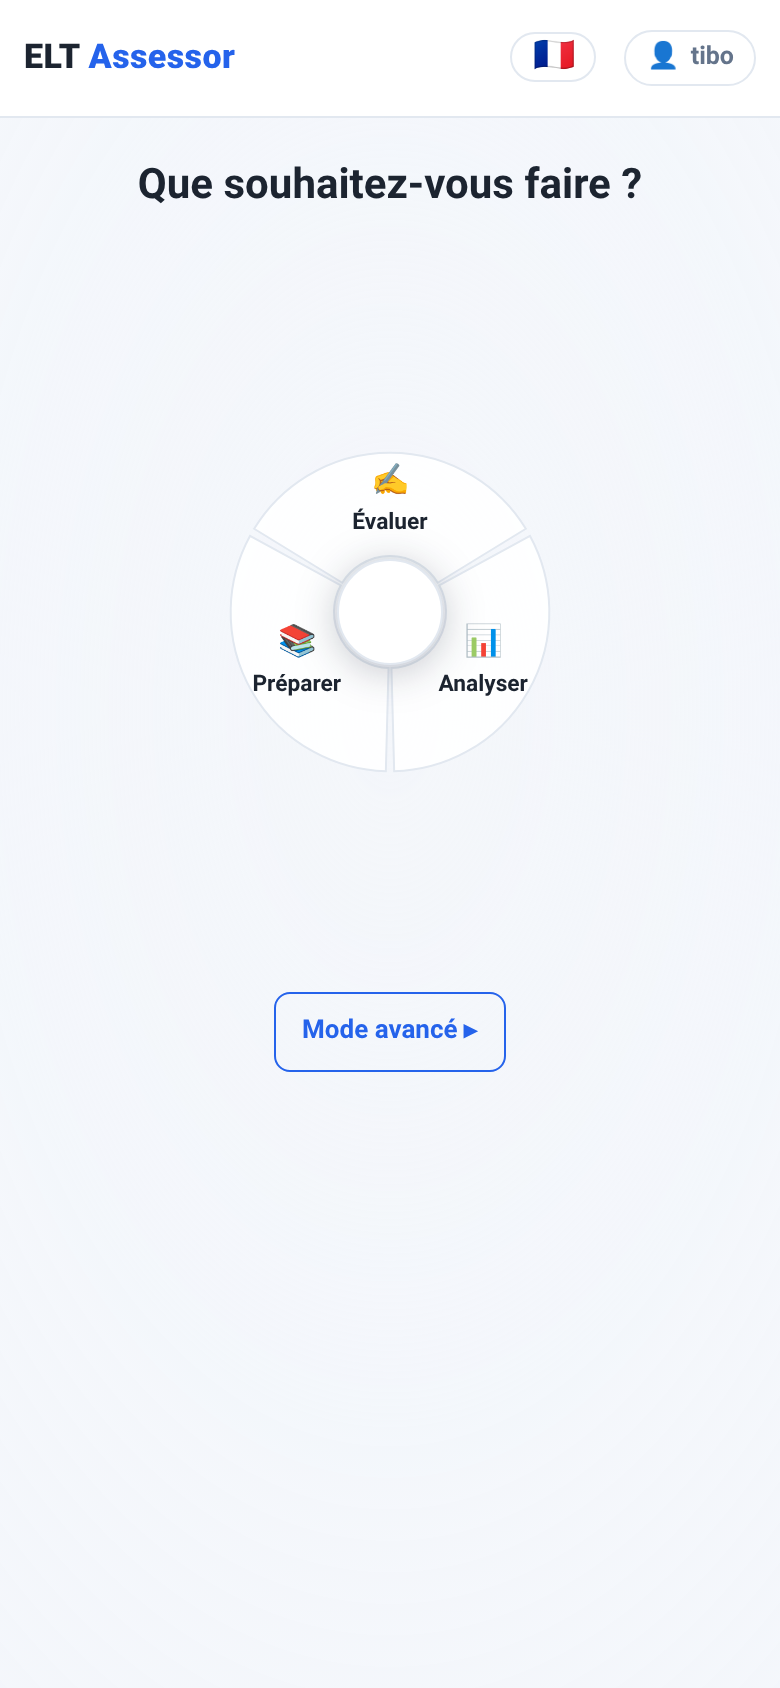 ELT Assessor
tibo
Que souhaitez-vous faire ?
Évaluer
Préparer
Analyser
Mode avancé ▸